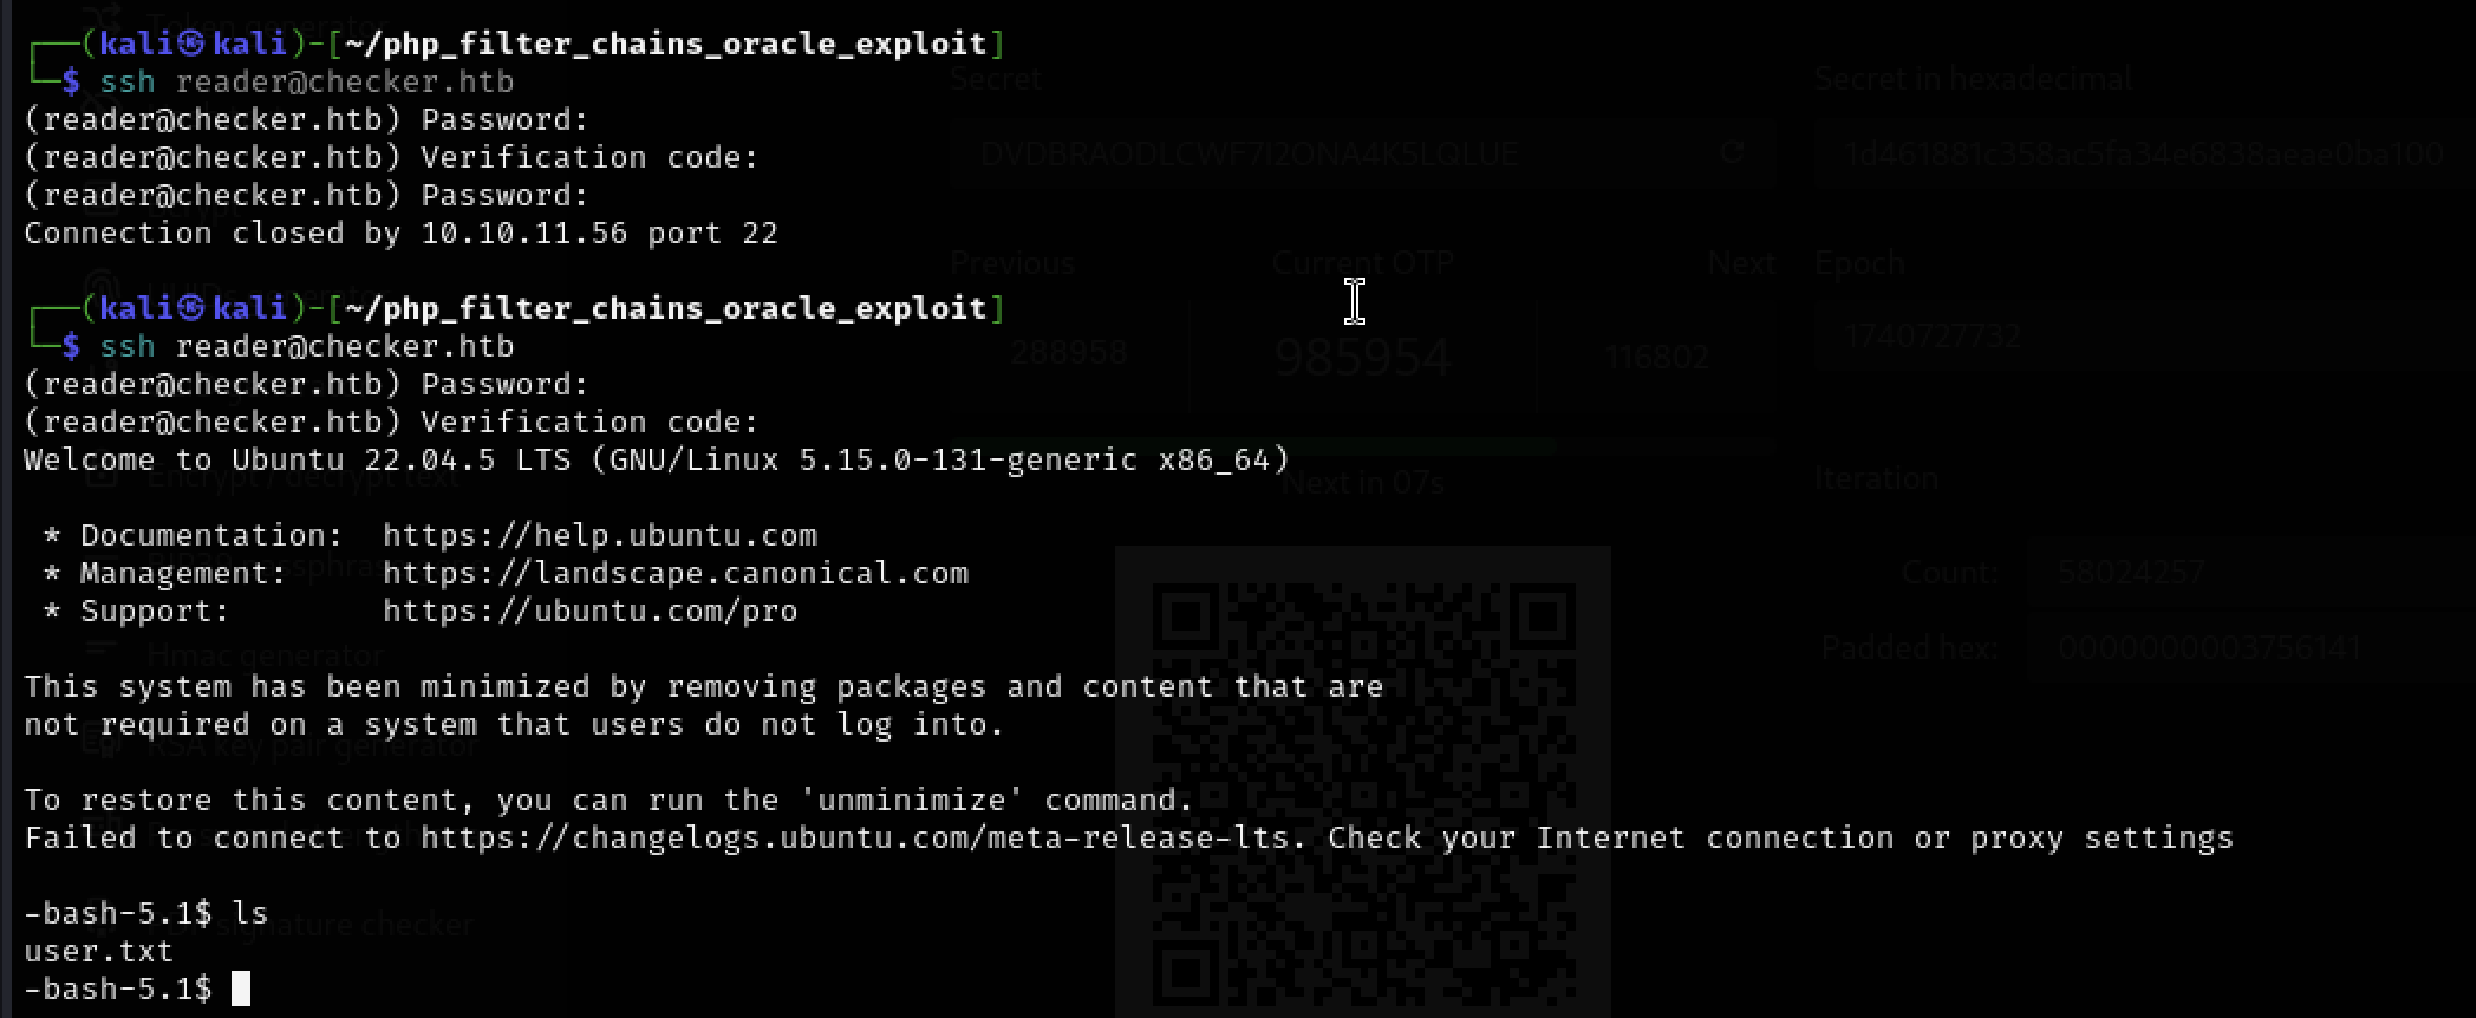 Token generator
┌──(kali㉿kali)-[~/php_filter_chains_oracle_exploit]
└─$ ssh reader@checker.htb
(reader@checker.htb) Password:
(reader@checker.htb) Verification code:
(reader@checker.htb) Password:
Connection closed by 10.10.11.56 port 22
┌──(kali㉿kali)-[~/php_filter_chains_oracle_exploit]
└─$ ssh reader@checker.htb
(reader@checker.htb) Password:
(reader@checker.htb) Verification code:
Welcome to Ubuntu 22.04.5 LTS (GNU/Linux 5.15.0-131-generic x86_64)
* Documentation:  https://help.ubuntu.com
* Management:     https://landscape.canonical.com
* Support:        https://ubuntu.com/pro
This system has been minimized by removing packages and content that are
not required on a system that users do not log into.
To restore this content, you can run the 'unminimize' command.
Failed to connect to https://changelogs.ubuntu.com/meta-release-lts. Check your Internet connection or proxy settings
-bash-5.1$ ls
user.txt
-bash-5.1$
Secret
DVDBRAODLCWF7I2ONA4K5LQLUE
Secret in hexadecimal
1d461881c358ac5fa34e6838aeae0ba100
Previous
Current OTP
Next
288958
985954
116802
Next in 07s
Epoch
1740727732
Iteration
Count:
58024257
Padded hex:
0000000003756141
Encrypt / decrypt text
Hmac generator
RSA key pair generator
signature checker